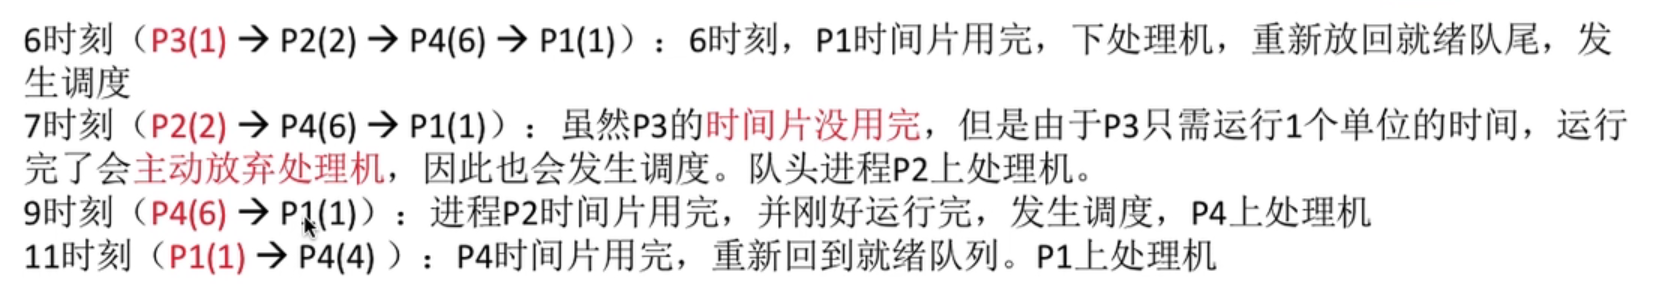 6时刻（P3(1) → P2(2) → P4(6) → P1(1)）：6时刻，P1时间片用完，下处理机，重新放回就绪队尾，发
生调度
7时刻（P2(2) → P4(6) → P1(1)）：虽然P3的时间片没用完，但是由于P3只需运行1个单位的时间，运行
完了会主动放弃处理机，因此也会发生调度。队头进程P2上处理机。
9时刻（P4(6) → P1(1)）：进程P2时间片用完，并刚好运行完，发生调度，P4上处理机
11时刻（P1(1) → P4(4) ）：P4时间片用完，重新回到就绪队列。P1上处理机